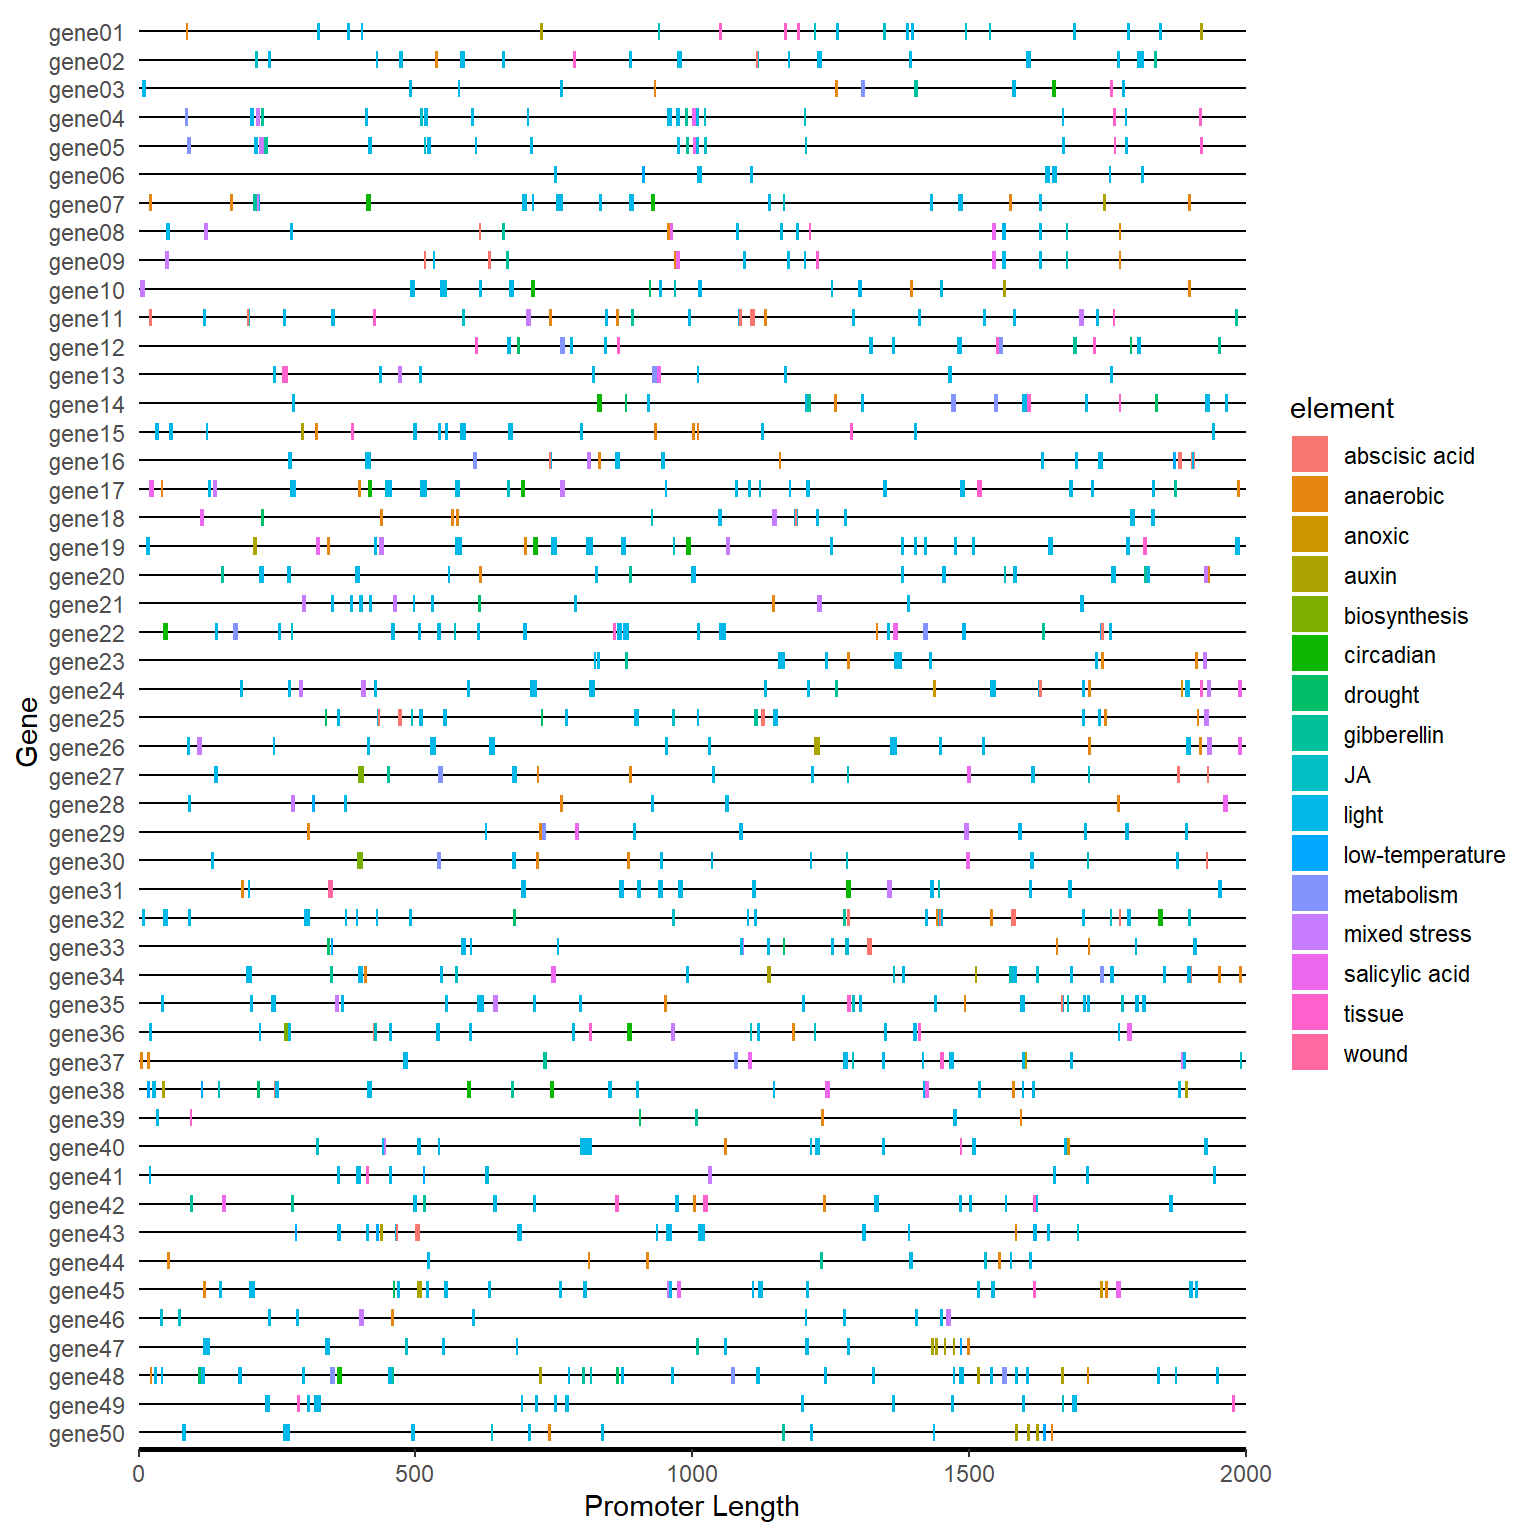 gene01
gene02
gene03
gene04
gene05
gene06
gene07
gene08
gene09
gene10
gene11
gene12
gene13
gene14
gene15
gene16
gene17
gene18
gene19
gene20
gene21
gene22
gene23
gene24
gene25
gene26
gene27
gene28
gene29
gene30
gene31
gene32
gene33
gene34
gene35
gene36
gene37
gene38
gene39
gene40
gene41
gene42
gene43
gene44
gene45
gene46
gene47
gene48
gene49
gene50
Gene
0 500 1000 1500 2000
Promoter Length
element
abscisic acid
anaerobic
anoxic
auxin
biosynthesis
circadian
drought
gibberellin
JA
light
low-temperature
metabolism
mixed stress
salicylic acid
tissue
wound